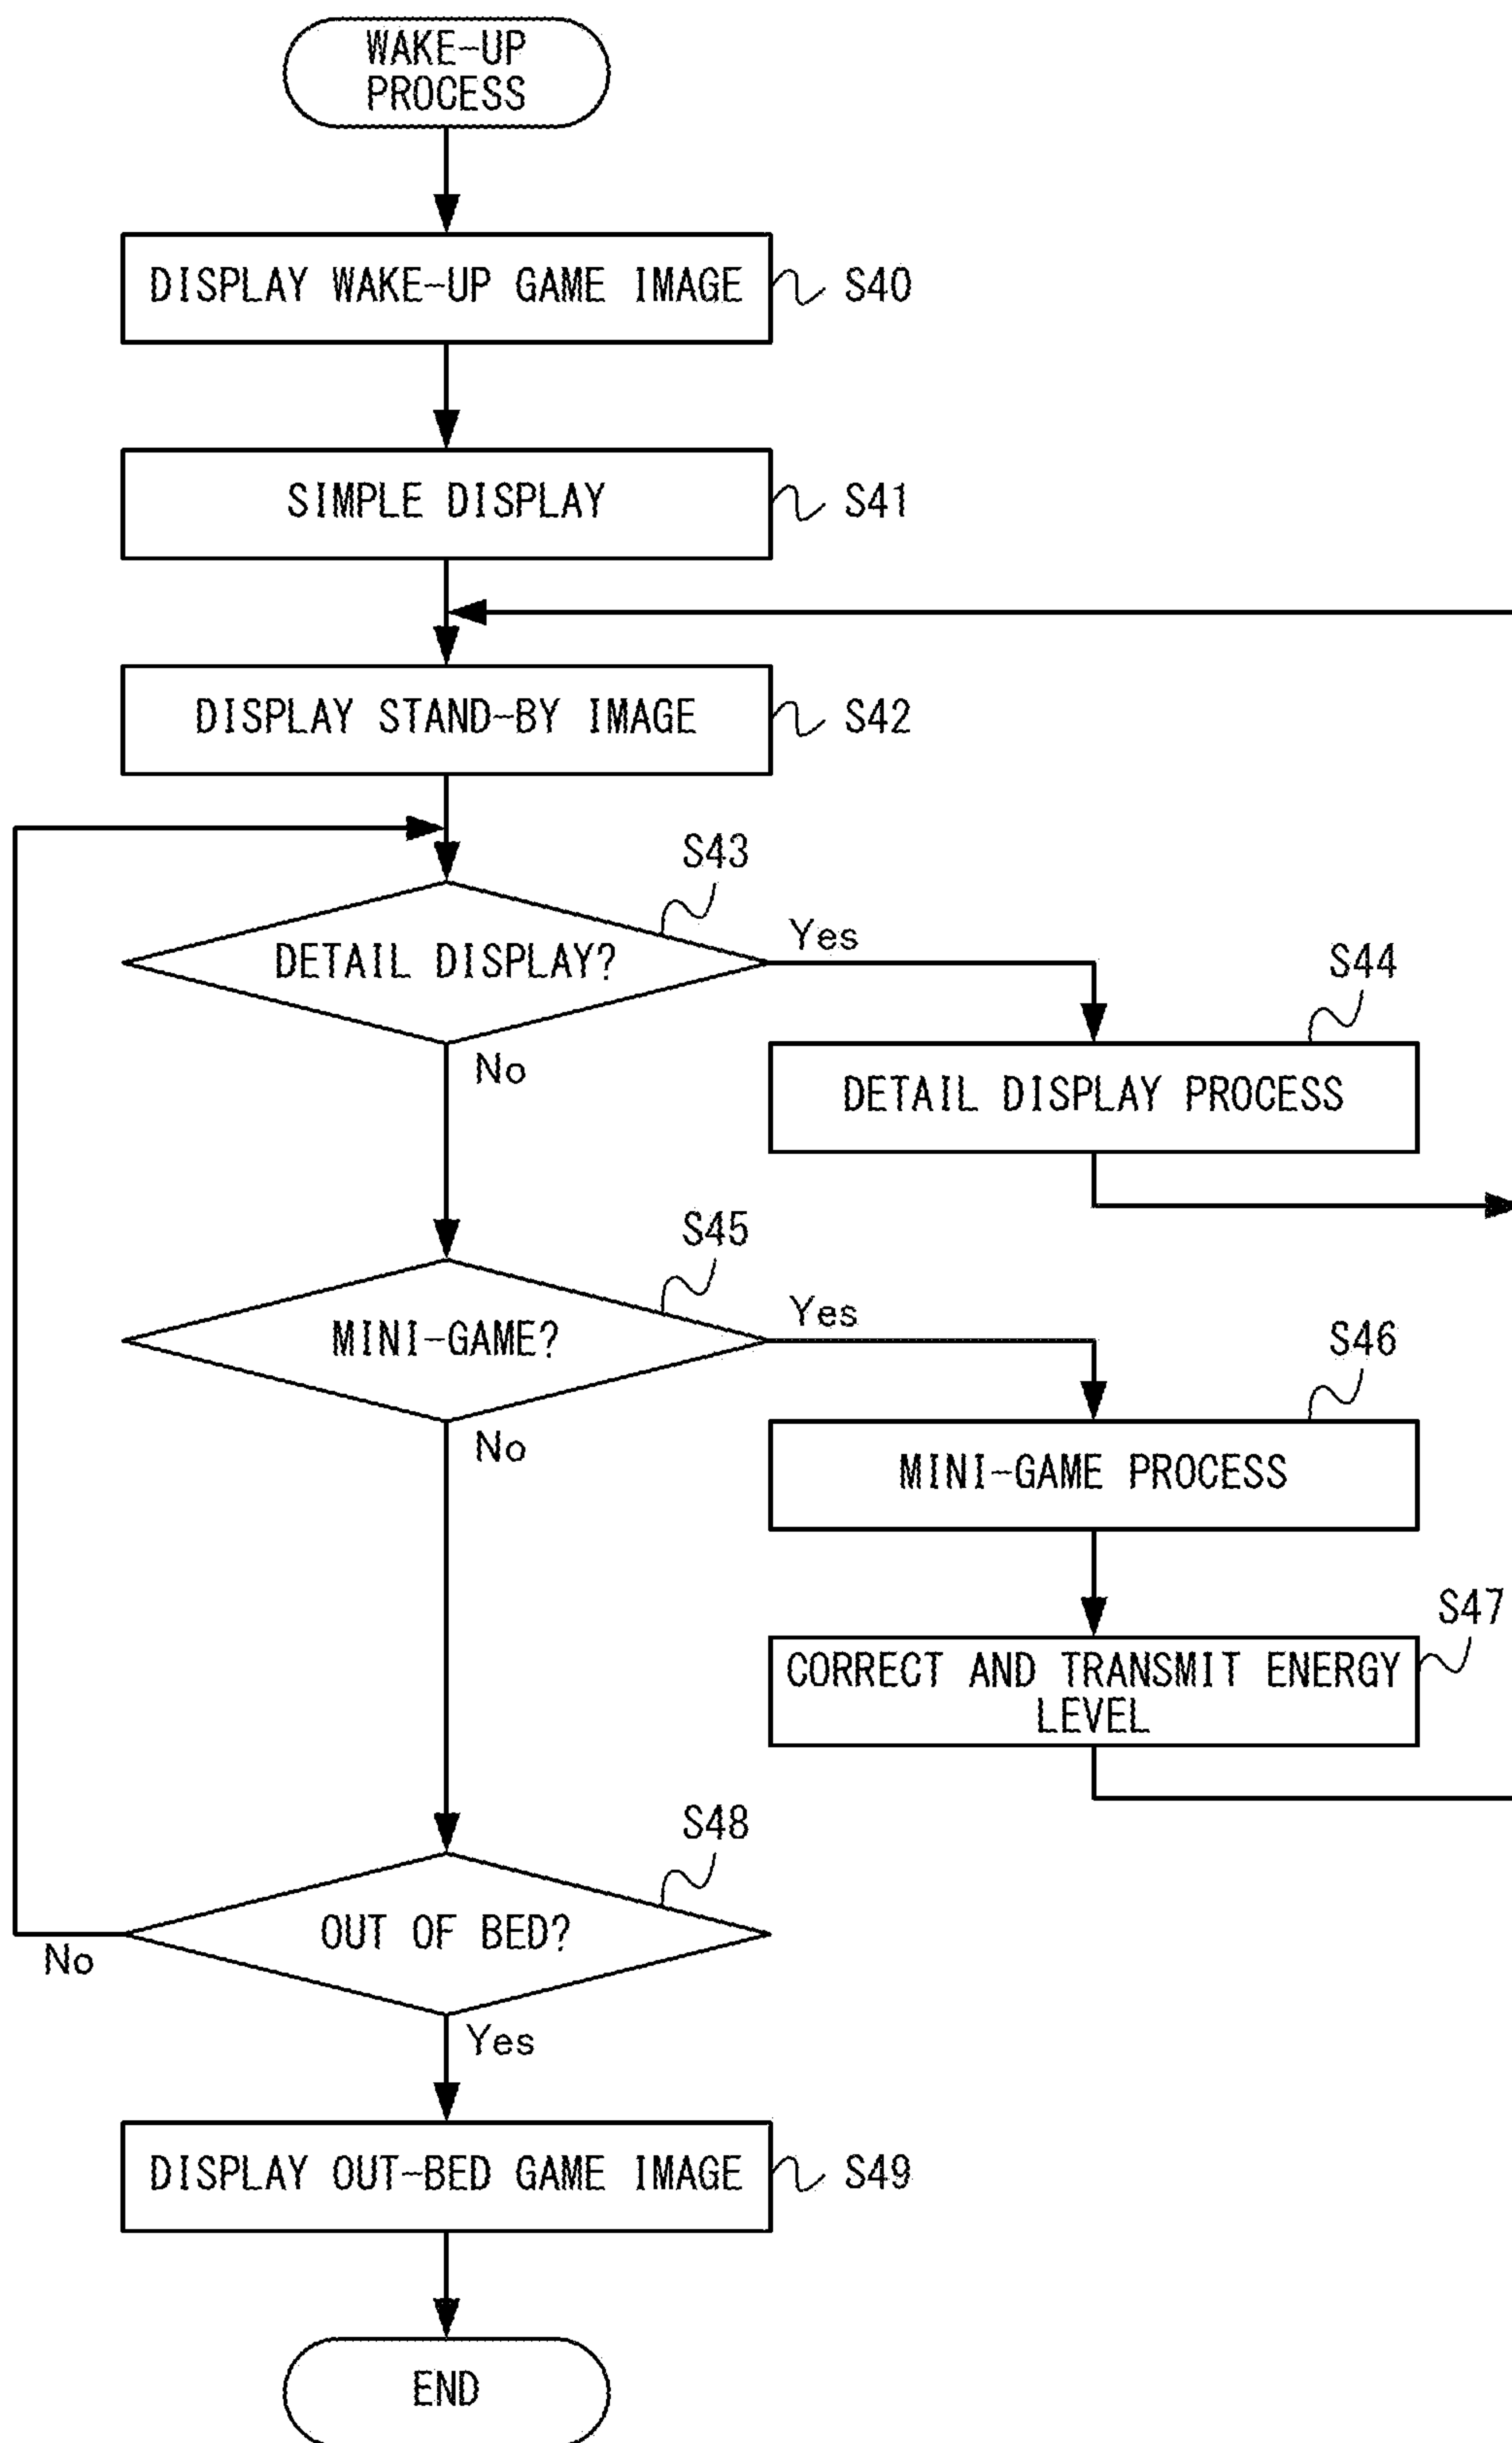 WAKE-UP
PROCESS
DISPLAY WAKE-UP GAME IMAGE
S40
SIMPLE DISPLAY
S41
DISPLAY STAND-BY IMAGE
S42
S43
DETAIL DISPLAY?
Yes
No
S44
DETAIL DISPLAY PROCESS
S45
MINI-GAME?
Yes
No
S46
MINI-GAME PROCESS
S47
CORRECT AND TRANSMIT ENERGY
LEVEL
S48
OUT OF BED?
No
Yes
DISPLAY OUT-BED GAME IMAGE
S49
END